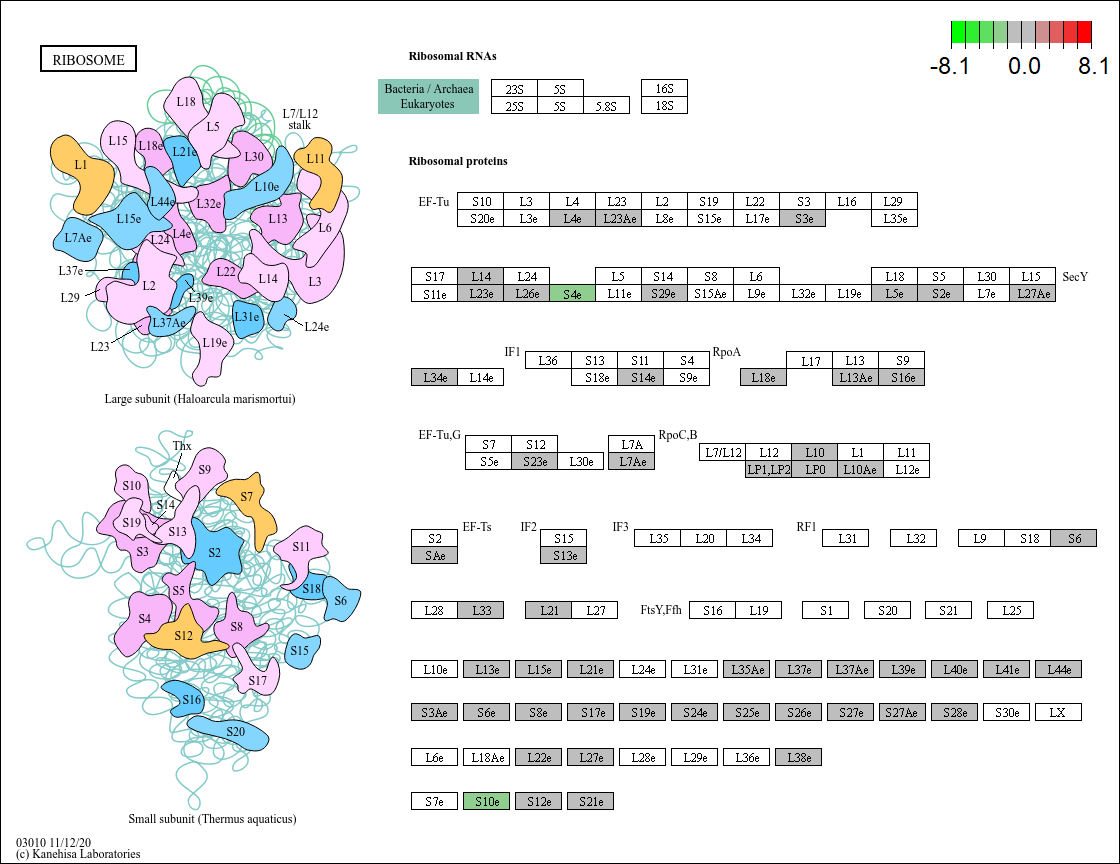 RIBOSOME
-8.1 0.0 8.1
Ribosomal RNAs
Bacteria / Archaea
Eukaryotes
23S 5S 16S
25S 5S 5.8S 18S
Ribosomal proteins
EF-Tu
S10 L3 L4 L23 L2 S19 L22 S3 L16 L29
S20e L3e L4e L23Ae L8e S15e L17e S3e L35e
S17 L14 L24 L5 S14 S8 L6 L18 S5 L30 L15 SecY
S11e L23e L26e S4e L11e S29e S15Ae L9e L32e L19e L5e S2e L7e L27Ae
IF1 L36 S13 S11 S4 RpoA L17 L13 S9
L34e L14e S18e S14e S9e L18e L13Ae S16e
EF-Tu,G S7 S12 L7A RpoC,B L7/L12 L12 L10 L1 L11
S5e S23e L30e L7Ae LP1,LP2 LP0 L10Ae L12e
S2 EF-Ts IF2 S15 IF3 L35 L20 L34 RF1 L31 L32 L9 S18 S6
SAe S13e
L28 L33 L21 L27 FtsY,Ffh S16 L19 S1 S20 S21 L25
L10e L13e L15e L21e L24e L31e L35Ae L37e L37Ae L39e L40e L41e L44e
S3Ae S6e S8e S17e S19e S24e S25e S26e S27e S27Ae S28e S30e LX
L6e L18Ae L22e L27e L28e L29e L36e L38e
S7e S10e S12e S21e
L18
L5
L7/L12
stalk
L15
L18e
L21e
L30
L11
L1
L10e
L44e
L32e
L15e
L13
L6
L7Ae
L24
L4e
L37e
L2
L22
L14
L3
L29
L39e
L37Ae
L31e
L24e
L23
L19e
Large subunit (Haloarcula marismortui)
Thx
S9
S10
S7
S14
S19
S13
S3
S2
S11
S5
S18
S6
S4
S12
S8
S15
S17
S16
S20
Small subunit (Thermus aquaticus)
03010 11/12/20
(c) Kanehisa Laboratories